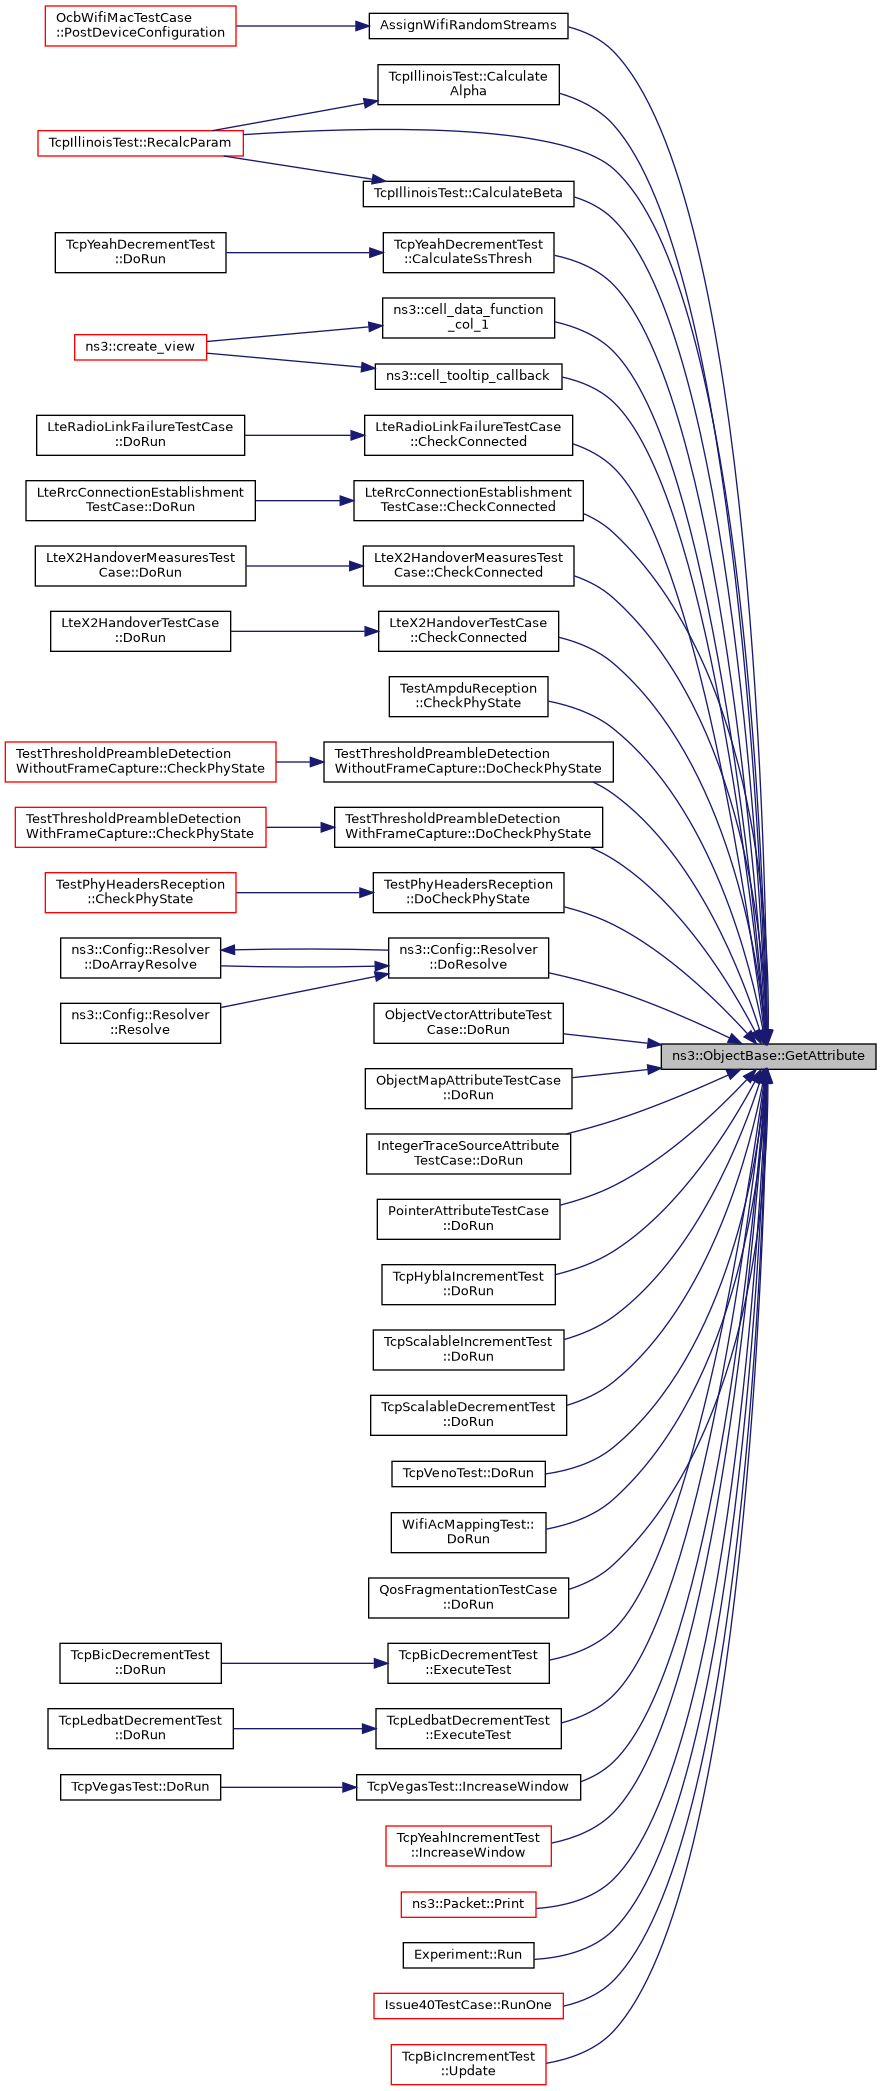 OcbWifiMacTestCase
::PostDeviceConfiguration
AssignWifiRandomStreams
TcpIllinoisTest::Calculate
Alpha
TcpIllinoisTest::RecalcParam
TcpIllinoisTest::CalculateBeta
TcpYeahDecrementTest
::DoRun
TcpYeahDecrementTest
::CalculateSsThresh
ns3::cell_data_function
_col_1
ns3::create_view
ns3::cell_tooltip_callback
LteRadioLinkFailureTestCase
::DoRun
LteRadioLinkFailureTestCase
::CheckConnected
LteRrcConnectionEstablishment
TestCase::DoRun
LteRrcConnectionEstablishment
TestCase::CheckConnected
LteX2HandoverMeasuresTest
Case::DoRun
LteX2HandoverMeasuresTest
Case::CheckConnected
LteX2HandoverTestCase
::DoRun
LteX2HandoverTestCase
::CheckConnected
TestAmpduReception
::CheckPhyState
TestThresholdPreambleDetection
WithoutFrameCapture::CheckPhyState
TestThresholdPreambleDetection
WithoutFrameCapture::DoCheckPhyState
TestThresholdPreambleDetection
WithFrameCapture::CheckPhyState
TestThresholdPreambleDetection
WithFrameCapture::DoCheckPhyState
TestPhyHeadersReception
::CheckPhyState
TestPhyHeadersReception
::DoCheckPhyState
ns3::Config::Resolver
::DoArrayResolve
ns3::Config::Resolver
::DoResolve
ns3::Config::Resolver
::Resolve
ObjectVectorAttributeTest
Case::DoRun
ns3::ObjectBase::GetAttribute
ObjectMapAttributeTestCase
::DoRun
IntegerTraceSourceAttribute
TestCase::DoRun
PointerAttributeTestCase
::DoRun
TcpHyblaIncrementTest
::DoRun
TcpScalableIncrementTest
::DoRun
TcpScalableDecrementTest
::DoRun
TcpVenoTest::DoRun
WifiAcMappingTest::
DoRun
QosFragmentationTestCase
::DoRun
TcpBicDecrementTest
::DoRun
TcpBicDecrementTest
::ExecuteTest
TcpLedbatDecrementTest
::DoRun
TcpLedbatDecrementTest
::ExecuteTest
TcpVegasTest::DoRun
TcpVegasTest::IncreaseWindow
TcpYeahIncrementTest
::IncreaseWindow
ns3::Packet::Print
Experiment::Run
Issue40TestCase::RunOne
TcpBicIncrementTest
::Update